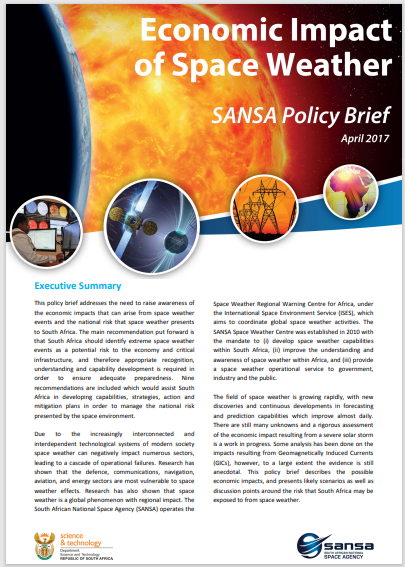 Economic Impact
of Space Weather
SANSA Policy Brief
April 2017
Executive Summary
This policy brief addresses the need to raise awareness of
the economic impacts that can arise from space weather
events and the national risk that space weather presents
to South Africa. The main recommendation put forward is
that South Africa should identify extreme space weather
events as a potential risk to the economy and critical
infrastructure, and therefore appropriate recognition,
understanding and capability development is required in
order to ensure adequate preparedness. Nine
recommendations are included which would assist South
Africa in developing capabilities, strategies, action and
mitigation plans in order to manage the national risk
presented by the space environment.
Due to the increasingly interconnected and
interdependent technological systems of modern society
space weather can negatively impact numerous sectors,
leading to a cascade of operational failures. Research has
shown that the defence, communications, navigation,
aviation, and energy sectors are most vulnerable to space
weather effects. Research has also shown that space
weather is a global phenomenon with regional impact. The
South African National Space Agency (SANSA) operates the
Space Weather Regional Warning Centre for Africa, under
the International Space Environment Service (ISES), which
aims to coordinate global space weather activities. The
SANSA Space Weather Centre was established in 2010 with
the mandate to (i) develop space weather capabilities
within South Africa, (ii) improve the understanding and
awareness of space weather within Africa, and (iii) provide
a space weather operational service to government,
industry and the public.
The field of space weather is growing rapidly, with new
discoveries and continuous developments in forecasting
and prediction capabilities which improve almost daily.
There are still many unknowns and a rigorous assessment
of the economic impact resulting from a severe solar storm
is a work in progress. Some analysis has been done on the
impacts resulting from Geomagnetically Induced Currents
(GICs), however, to a large extent the evidence is still
anecdotal. This policy brief describes the possible
economic impacts, and presents likely scenarios as well as
discussion points around the risk that South Africa may be
exposed to from space weather.
science
& technology
Department:
Science and Technology
REPUBLIC OF SOUTH AFRICA
sansa
SOUTH AFRICAN NATIONAL
SPACE AGENCY